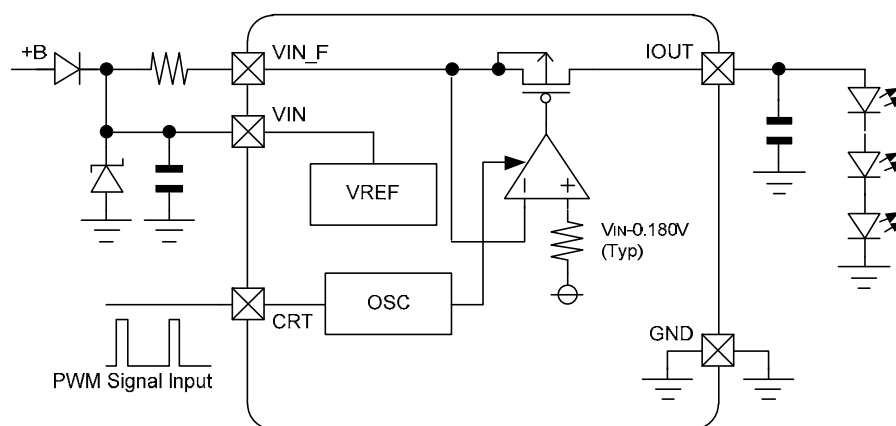 +B
VIN_F
IOUT
VIN
VREF
VIN-0.180V
(Typ)
OSC
CRT
GND
PWM Signal Input